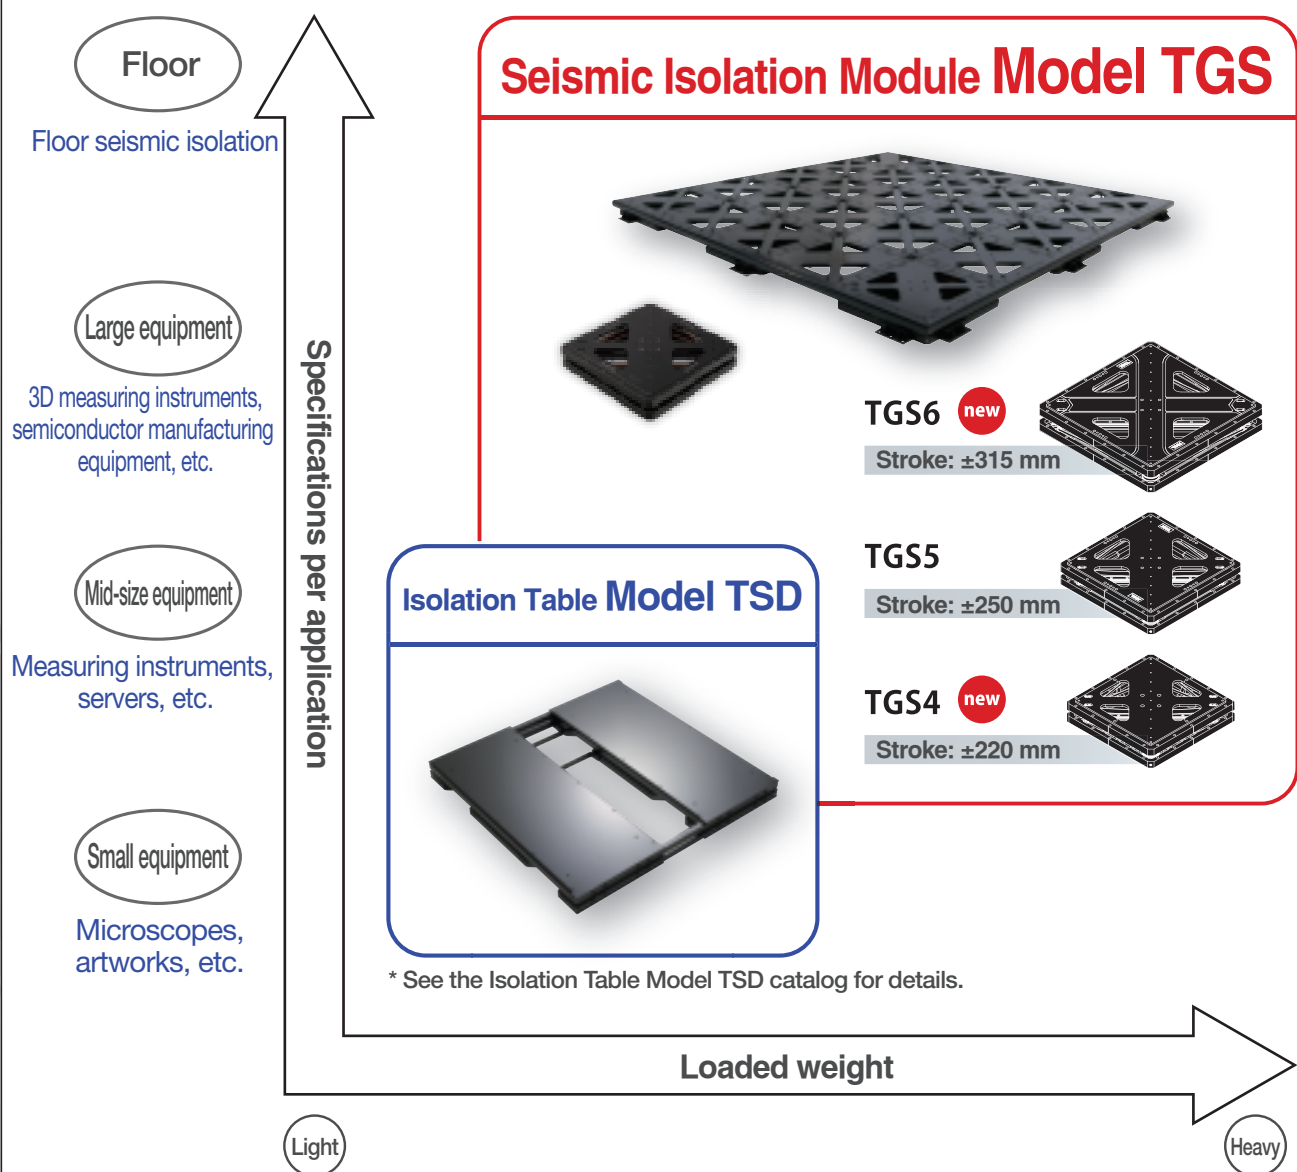 Floor
Floor seismic isolation
Large equipment
3D measuring instruments,
semiconductor manufacturing
equipment, etc.
Mid-size equipment
Measuring instruments,
servers, etc.
Small equipment
Microscopes,
artworks, etc.
Specifications per application
Seismic Isolation Module Model TGS
TGS6 new
Stroke: ±315 mm
TGS5
Stroke: ±250 mm
TGS4 new
Stroke: ±220 mm
Isolation Table Model TSD
* See the Isolation Table Model TSD catalog for details.
Loaded weight
Light
Heavy